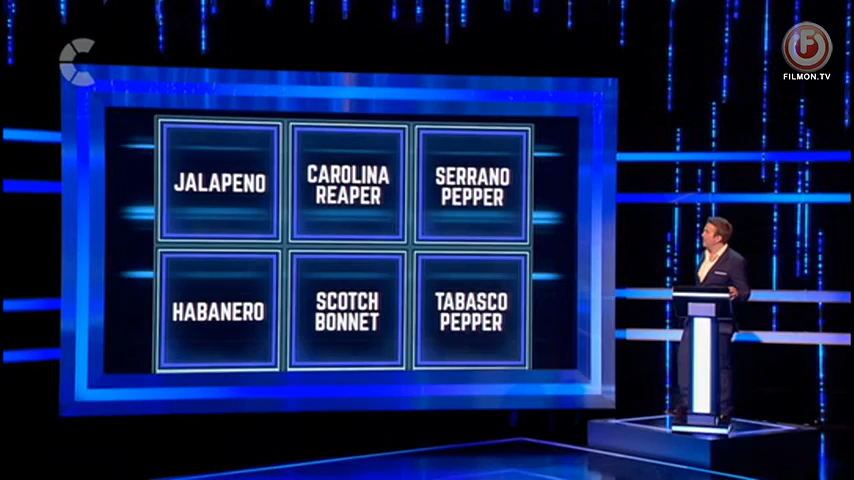 FILMON.TV
JALAPENO
CAROLINA
REAPER
SERRANO
PEPPER
HABANERO
SCOTCH
BONNET
TABASCO
PEPPER